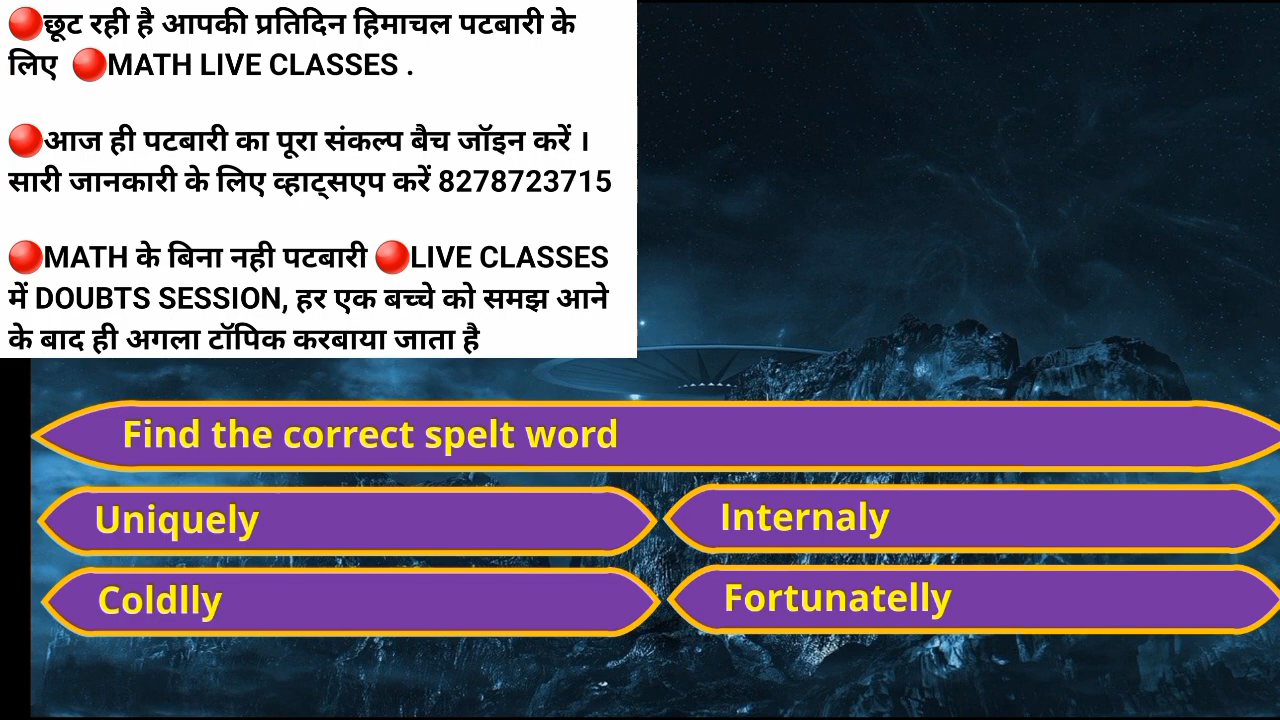 🔴छूट रही है आपकी प्रतिदिन हिमाचल पटबारी के
लिए 🔴MATH LIVE CLASSES .
🔴आज ही पटबारी का पूरा संकल्प बैच जॉइन करें ।
सारी जानकारी के लिए व्हाट्सएप करें 8278723715
🔴MATH के बिना नही पटबारी 🔴LIVE CLASSES
में DOUBTS SESSION, हर एक बच्चे को समझ आने
के बाद ही अगला टॉपिक करबाया जाता है
Find the correct spelt word
Uniquely
Internaly
Coldlly
Fortunatelly